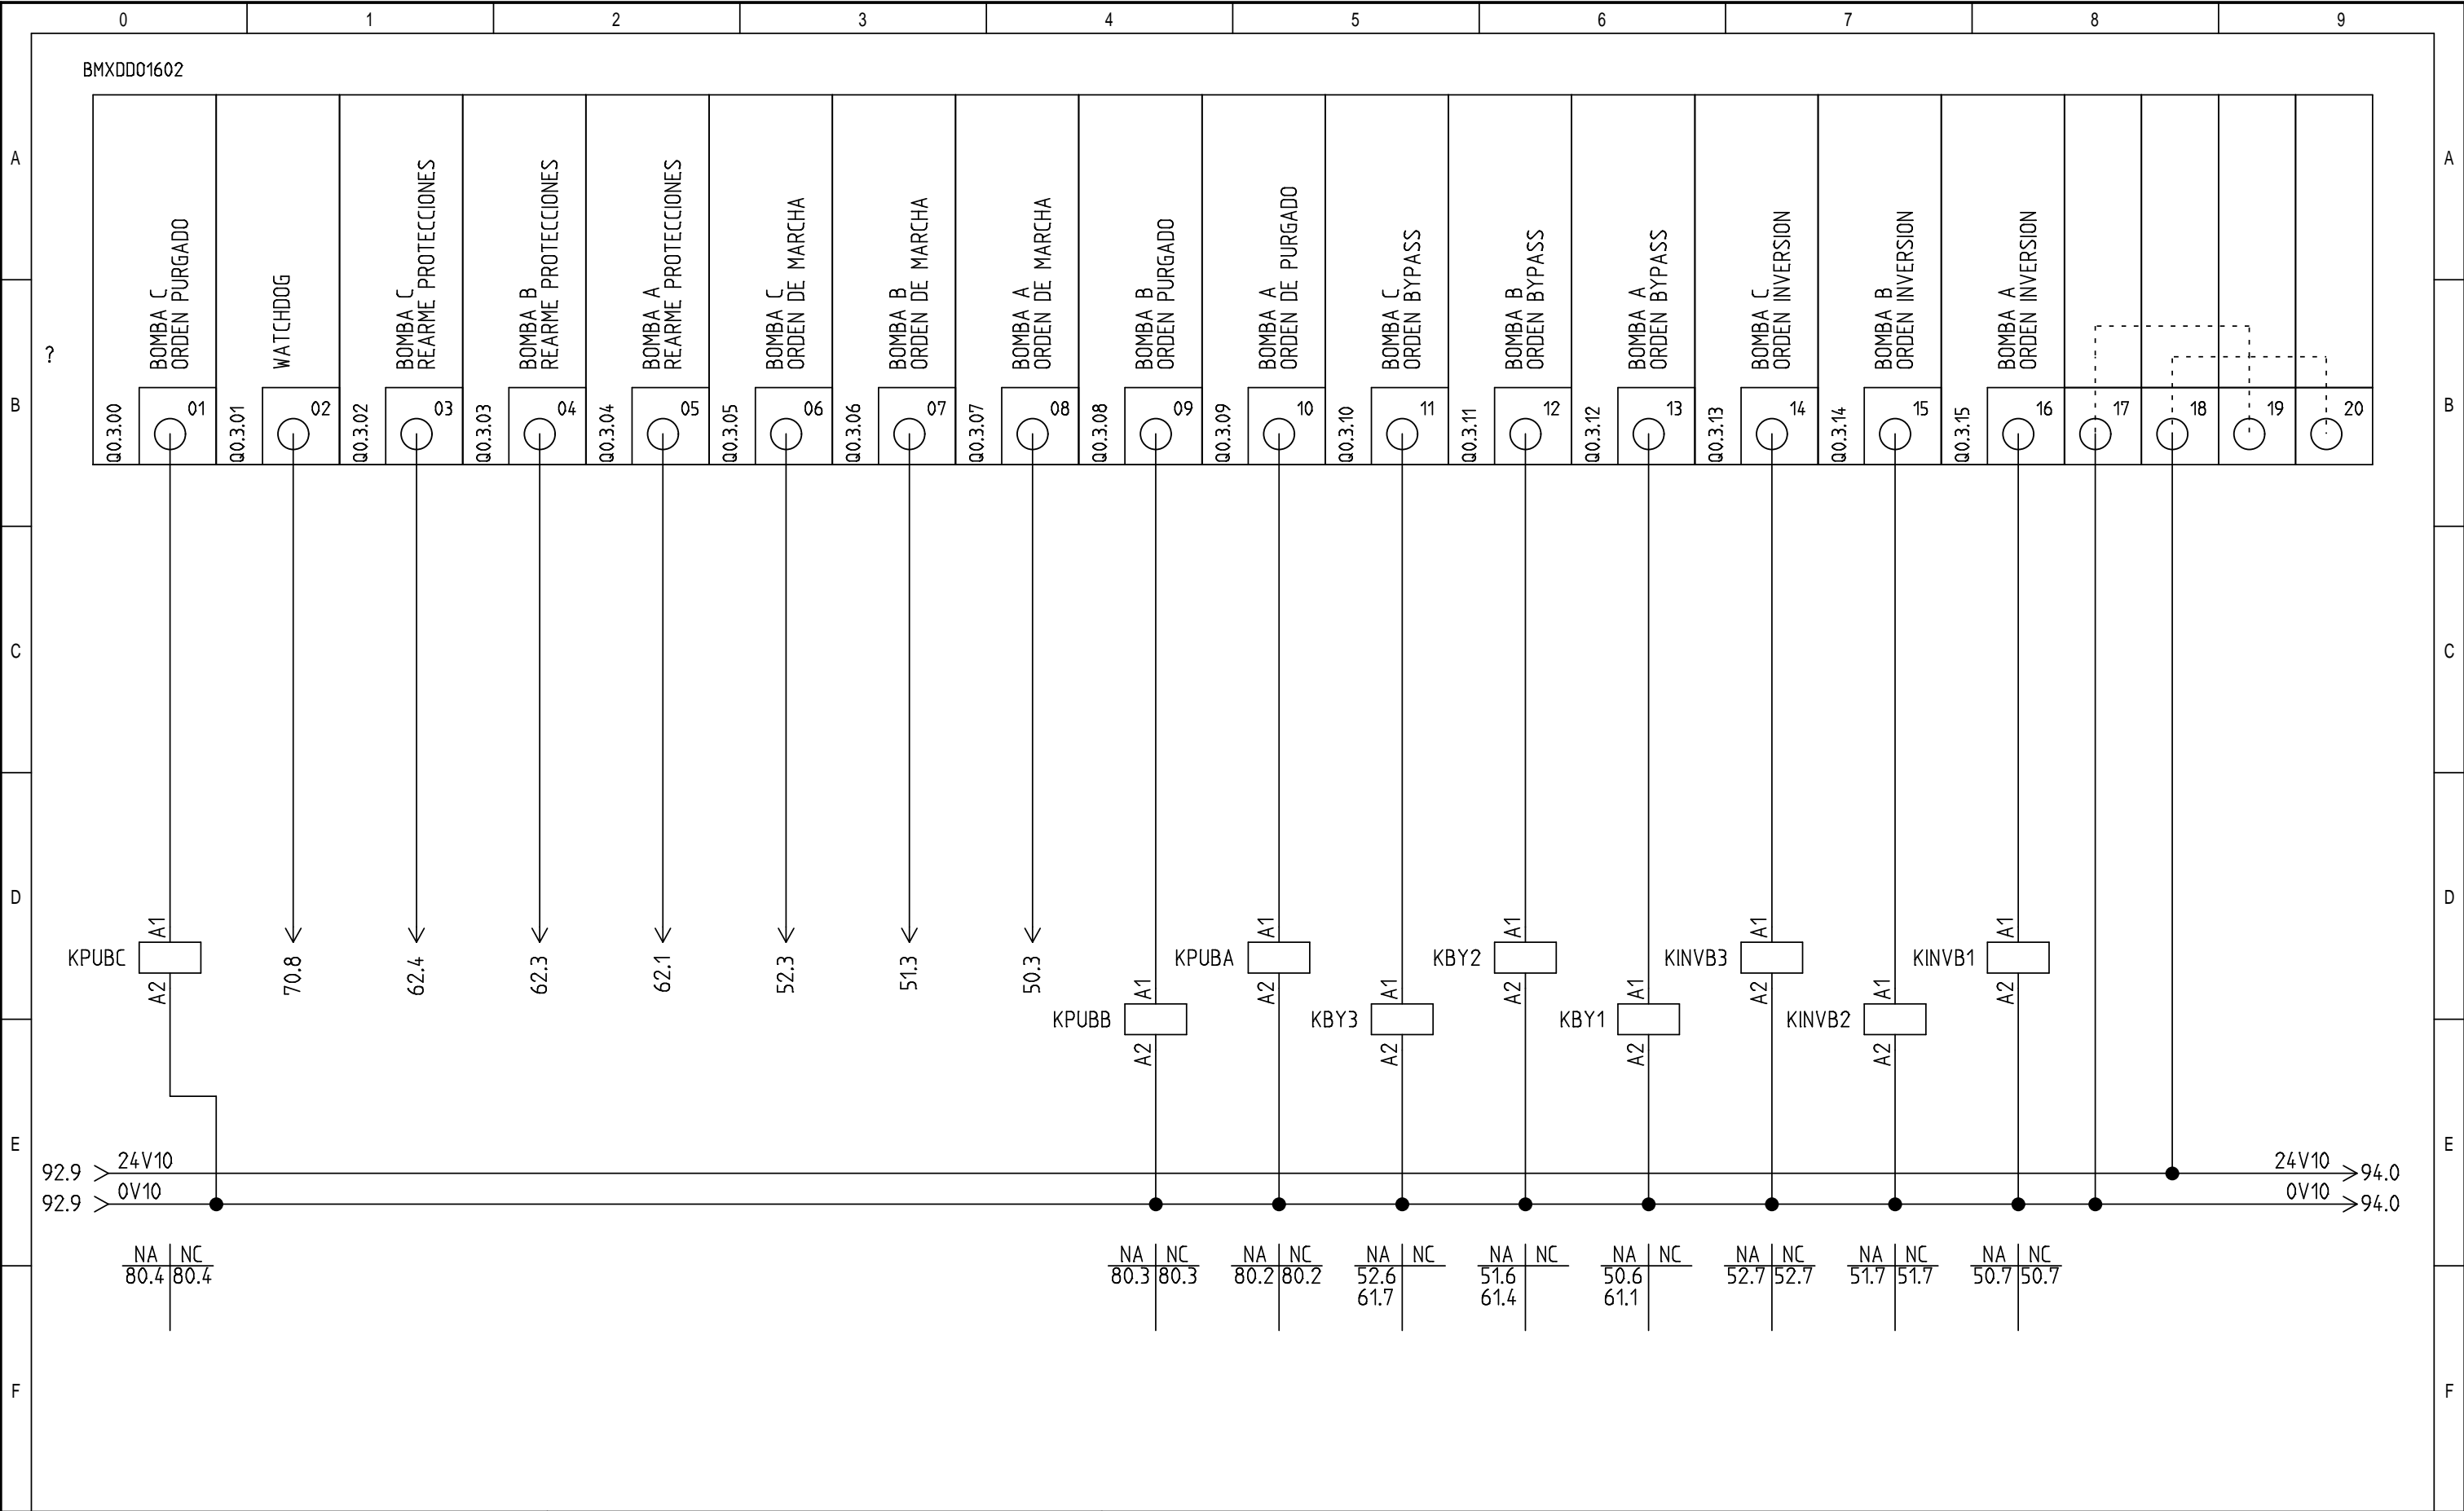 0 1 2 3 4 5 6 7 8 9
BMXDDO1602
A A
BOMBA C
ORDEN PURGADO
WATCHDOG
BOMBA C
REARME PROTECCIONES
BOMBA B
REARME PROTECCIONES
BOMBA A
REARME PROTECCIONES
BOMBA C
ORDEN DE MARCHA
BOMBA B
ORDEN DE MARCHA
BOMBA A
ORDEN DE MARCHA
BOMBA B
ORDEN PURGADO
BOMBA A
ORDEN DE PURGADO
BOMBA C
ORDEN BYPASS
BOMBA B
ORDEN BYPASS
BOMBA A
ORDEN BYPASS
BOMBA C
ORDEN INVERSION
BOMBA B
ORDEN INVERSION
BOMBA A
ORDEN INVERSION
?
B B
Q0.3.00 01 Q0.3.01 02 Q0.3.02 03 Q0.3.03 04 Q0.3.04 05 Q0.3.05 06 Q0.3.06 07 Q0.3.07 08 Q0.3.08 09 Q0.3.09 10 Q0.3.10 11 Q0.3.11 12 Q0.3.12 13 Q0.3.13 14 Q0.3.14 15 Q0.3.15 16 17 18 19 20
C C
D D
KPUBC A1 A2
70.8 62.4 62.3 62.1 52.3 51.3 50.3
KPUBB A1 A2
KPUBA A1 A2
KBY3 A1 A2
KBY2 A1 A2
KBY1 A1 A2
KINVB3 A1 A2
KINVB2 A1 A2
KINVB1 A1 A2
E E
92.9 24V10 24V10 94.0
92.9 0V10 0V10 94.0
NA NC NA NC NA NC NA NC NA NC NA NC NA NC NA NC NA NC
80.4 80.4 80.3 80.3 80.2 80.2 52.6 51.6 50.6 52.7 52.7 51.7 51.7 50.7 50.7
61.7 61.4 61.1
F F